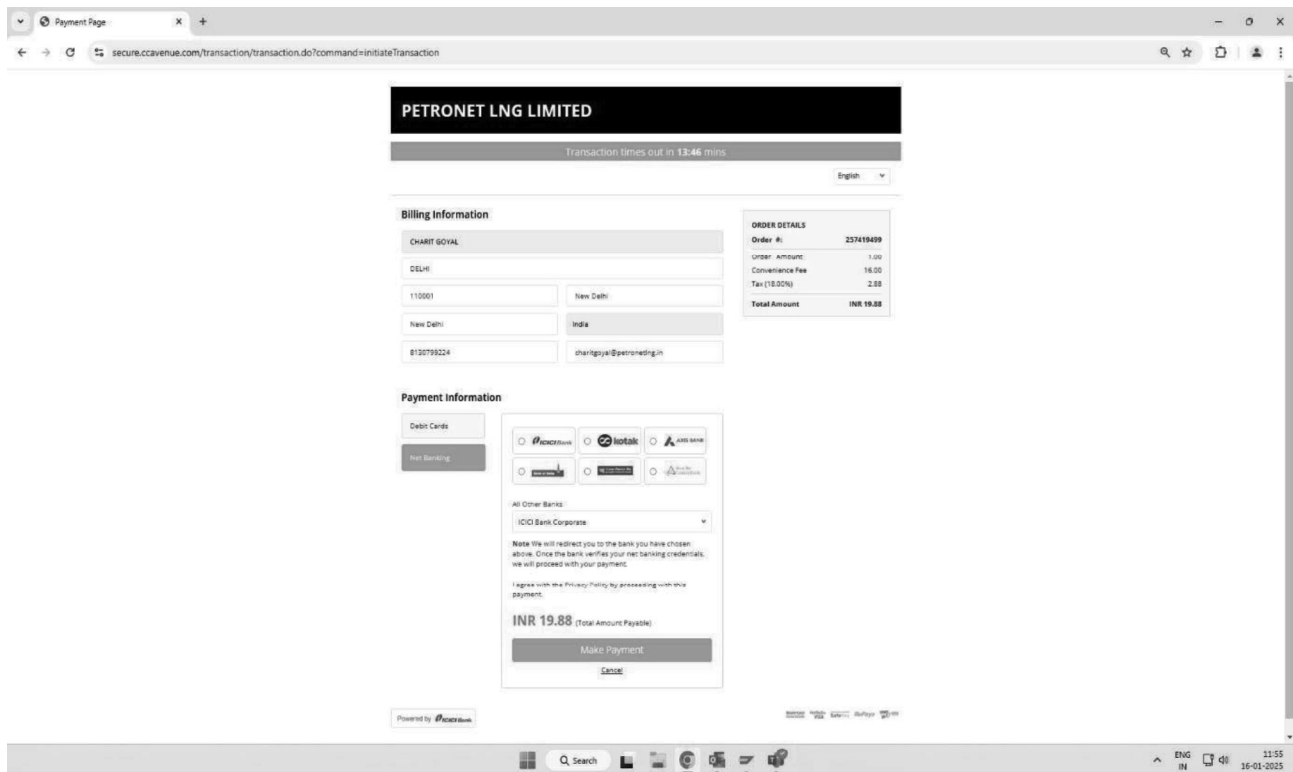 Payment Page
secure.ccavenue.com/transaction/transaction.do?command=initiateTransaction
PETRONET LNG LIMITED
Transaction times out in 13:46 mins
English
Billing Information
CHARIT GOYAL
DELHI
110001 New Delhi
New Delhi India
8130799224 charitgoyal@petronetlng.in
ORDER DETAILS
Order #: 257419499
Order Amount 1.00
Convenience Fee 16.00
Tax (18.00%) 2.88
Total Amount INR 19.88
Payment Information
Debit Cards
Net Banking
ICICI Bank kotak AXIS BANK
All Other Banks
ICICI Bank Corporate
Note We will redirect you to the bank you have chosen
above. Once the bank verifies your net banking credentials,
we will proceed with your payment.
I agree with the Privacy Policy by proceeding with this
payment.
INR 19.88 (Total Amount Payable)
Make Payment
Cancel
Powered by ICICI Bank
Search
ENG
IN
11:55
16-01-2025